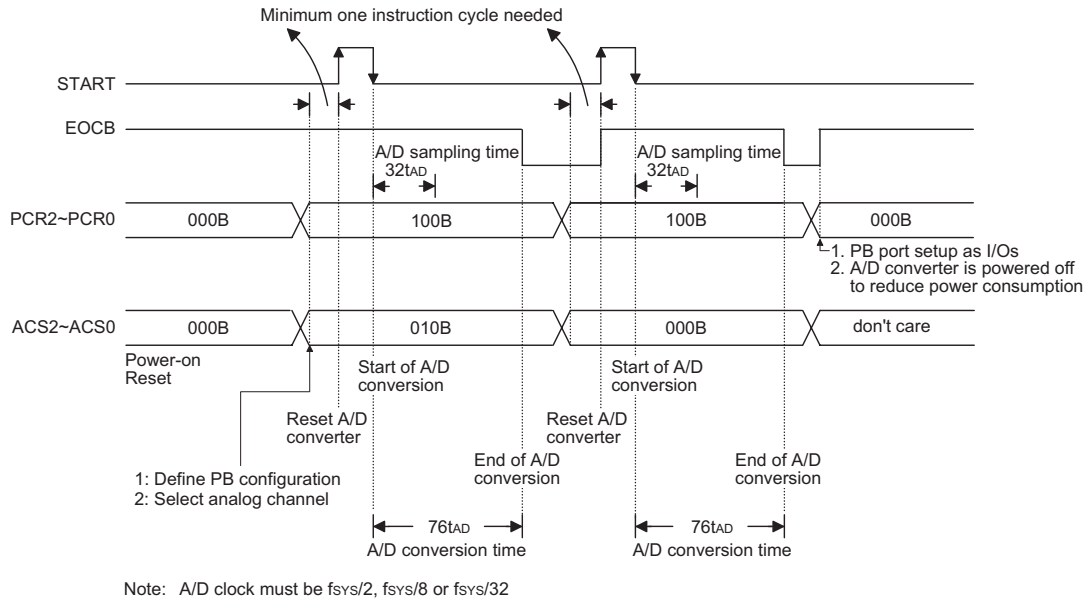 Minimum one instruction cycle needed
START
EOCB
A/D sampling time
32tAD
A/D sampling time
32tAD
PCR2~PCR0
000B
100B
100B
000B
1. PB port setup as I/Os
2. A/D converter is powered off
to reduce power consumption
ACS2~ACS0
000B
010B
000B
don't care
Power-on
Reset
Start of A/D
conversion
Start of A/D
conversion
Reset A/D
converter
Reset A/D
converter
1: Define PB configuration
2: Select analog channel
End of A/D
conversion
End of A/D
conversion
76tAD
A/D conversion time
76tAD
A/D conversion time
Note: A/D clock must be fSYS/2, fSYS/8 or fSYS/32